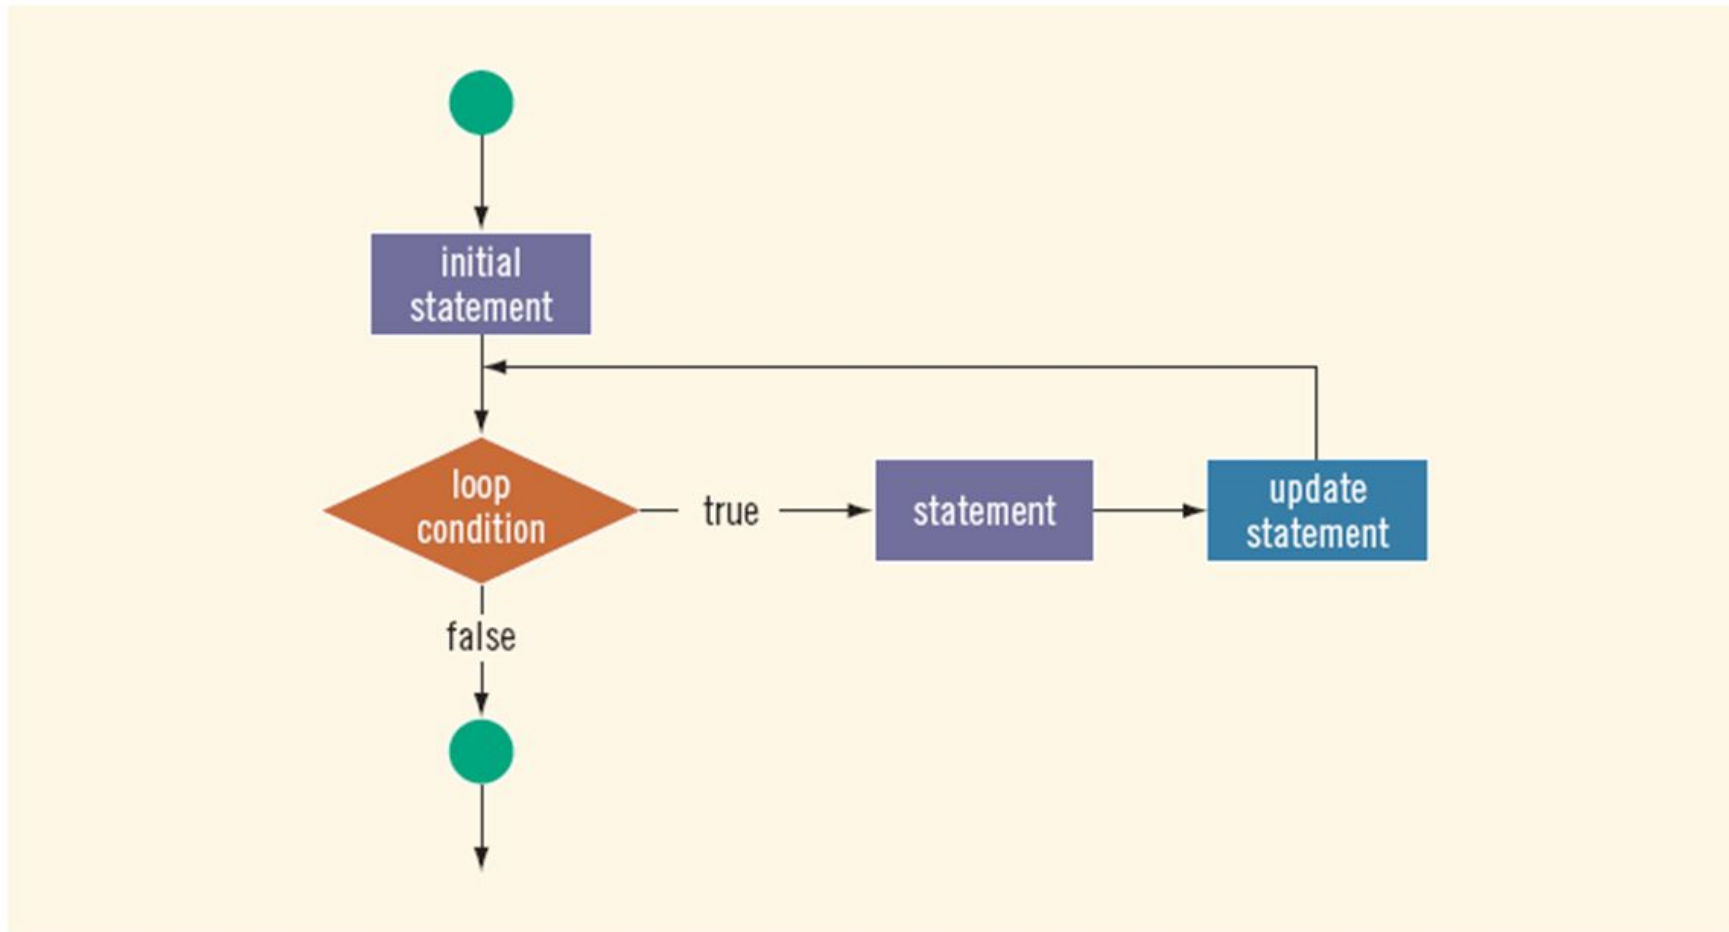 initial
statement
loop
condition
true
statement
update
statement
false